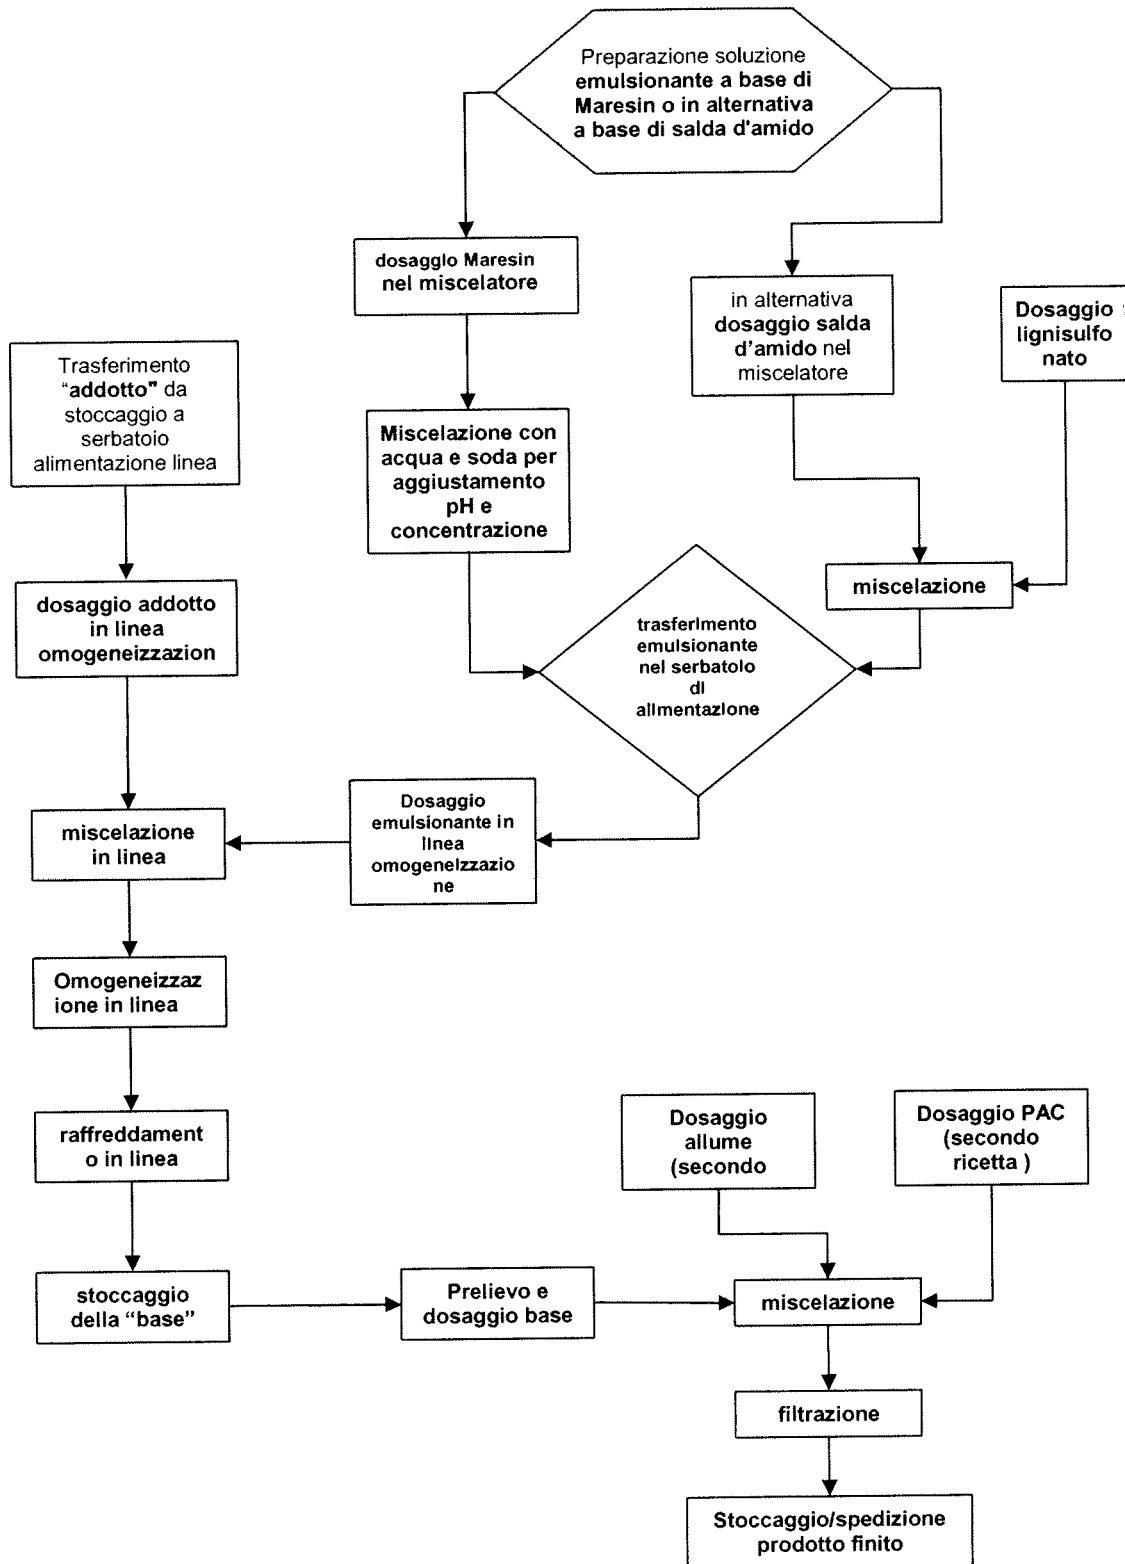 Preparazione soluzione
emulsionante a base di
Maresin o in alternativa
a base di salda d'amido
dosaggio Maresin
nel miscelatore
in alternativa
dosaggio salda
d'amido nel
miscelatore
Dosaggio
lignisulfo
nato
Trasferimento
"addotto" da
stoccaggio a
serbatoio
alimentazione linea
Miscelazione con
acqua e soda per
aggiustamento
pH e
concentrazione
miscelazione
dosaggio addotto
in linea
omogeneizzazion
trasferimento
emulsionante
nel serbatoio
di
alimentazione
Dosaggio
emulsionante in
linea
omogeneizzazio
ne
miscelazione
in linea
Omogeneizzaz
ione in linea
raffreddament
o in linea
Dosaggio
allume
(secondo
Dosaggio PAC
(secondo
ricetta )
stoccaggio
della “base”
Prelievo e
dosaggio base
miscelazione
filtrazione
Stoccaggio/spedizione
prodotto finito